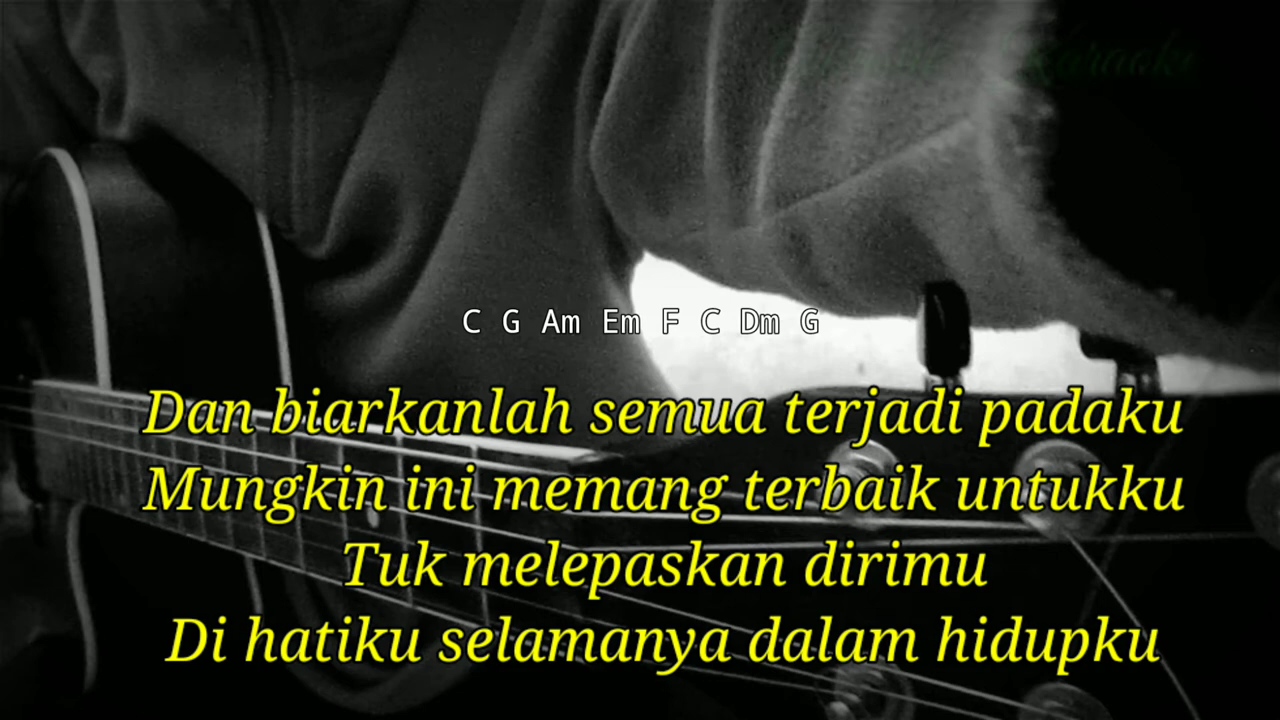 Karaoke
C G Am Em F C Dm G
Dan biarkanlah semua terjadi padaku
Mungkin ini memang terbaik untukku
Tuk melepaskan dirimu
Di hatiku selamanya dalam hidupku